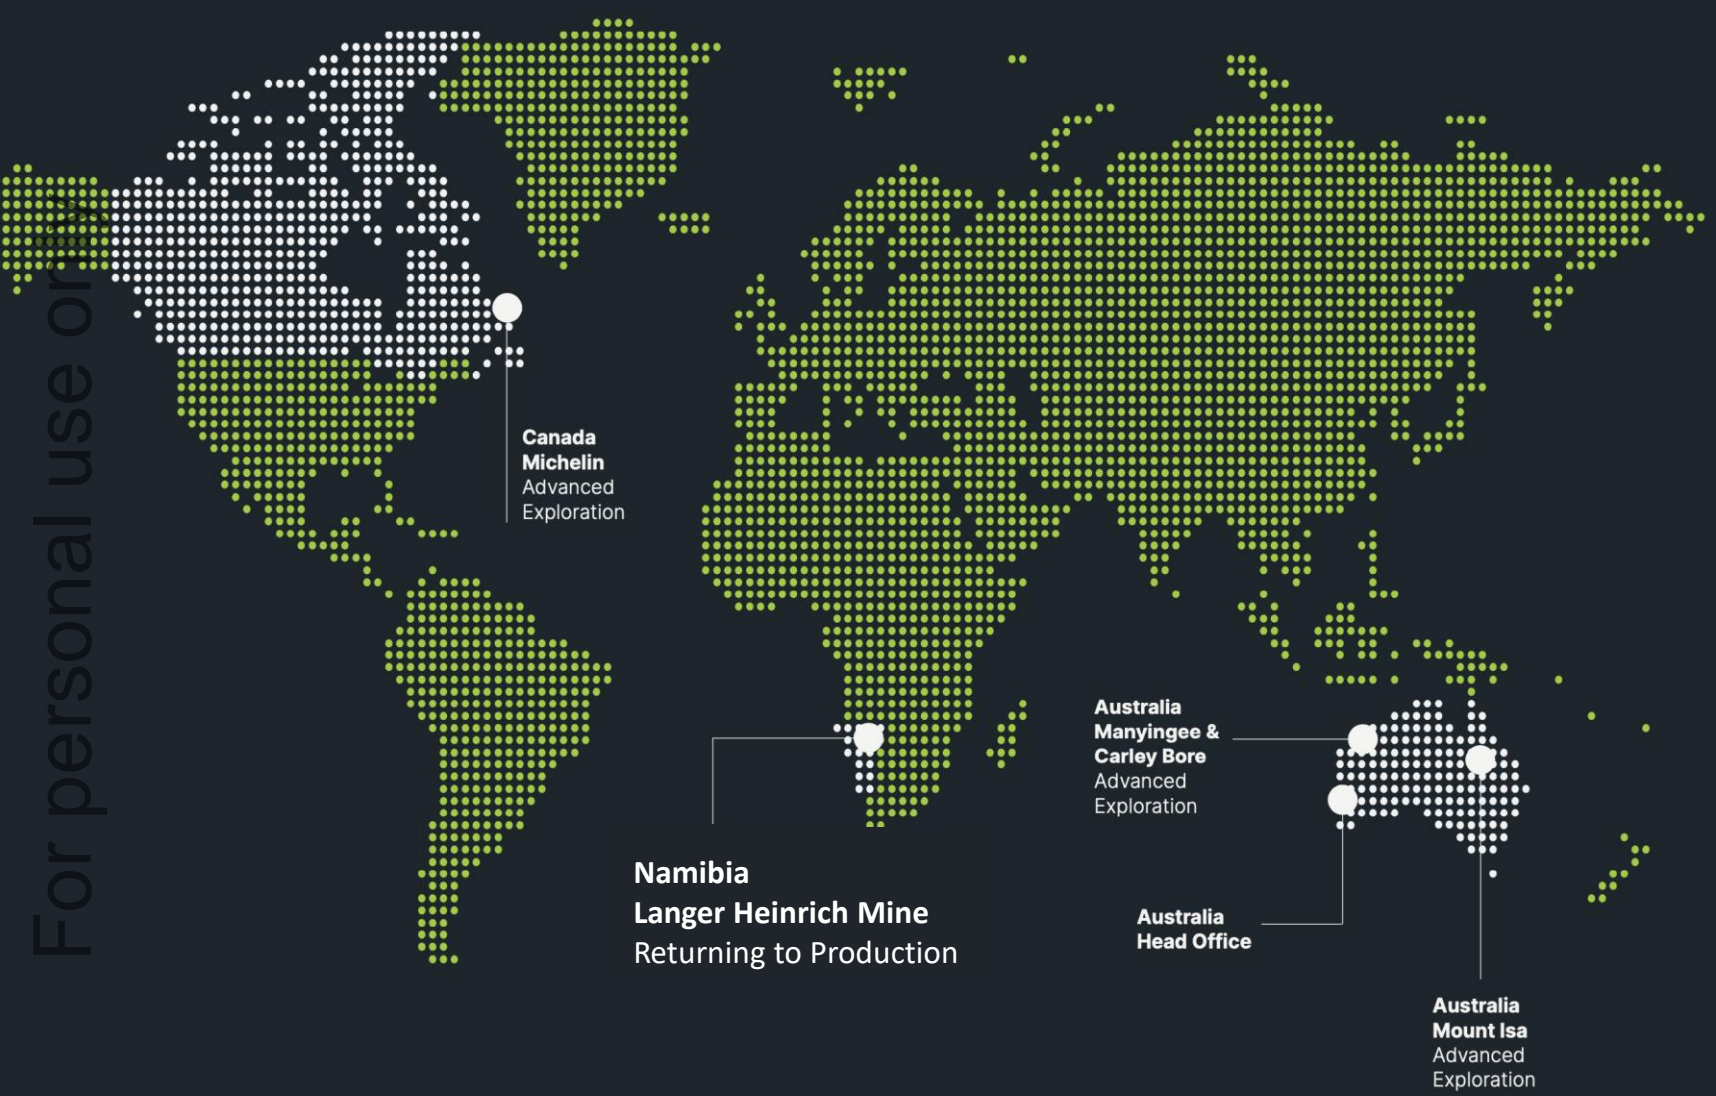 For personal use only
Canada
Michelin
Advanced
Exploration
Namibia
Langer Heinrich Mine
Returning to Production
Australia
Manyingee &
Carley Bore
Advanced
Exploration
Australia
Head Office
Australia
Mount Isa
Advanced
Exploration